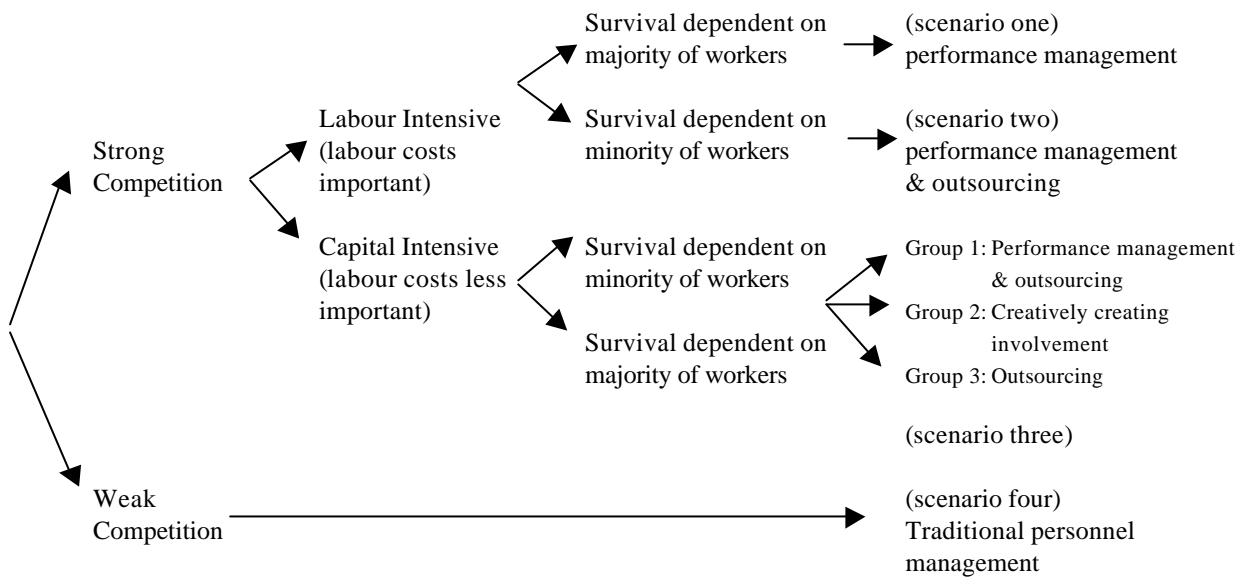 Survival dependent on
majority of workers
(scenario one)
performance management
Labour Intensive
(labour costs
important)
Survival dependent on
minority of workers
(scenario two)
performance management
& outsourcing
Strong
Competition
Capital Intensive
(labour costs less
important)
Survival dependent on
minority of workers
Group 1: Performance management
& outsourcing
Group 2: Creatively creating
involvement
Survival dependent on
majority of workers
Group 3: Outsourcing
(scenario three)
Weak
Competition
(scenario four)
Traditional personnel
management